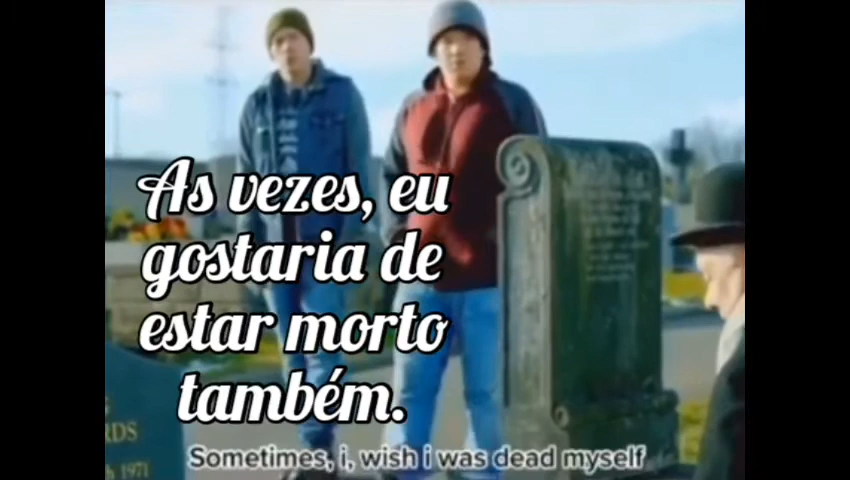 As vezes, eu
gostaria de
estar morto
também.
RDS
1971
Sometimes, i, wish i was dead myself